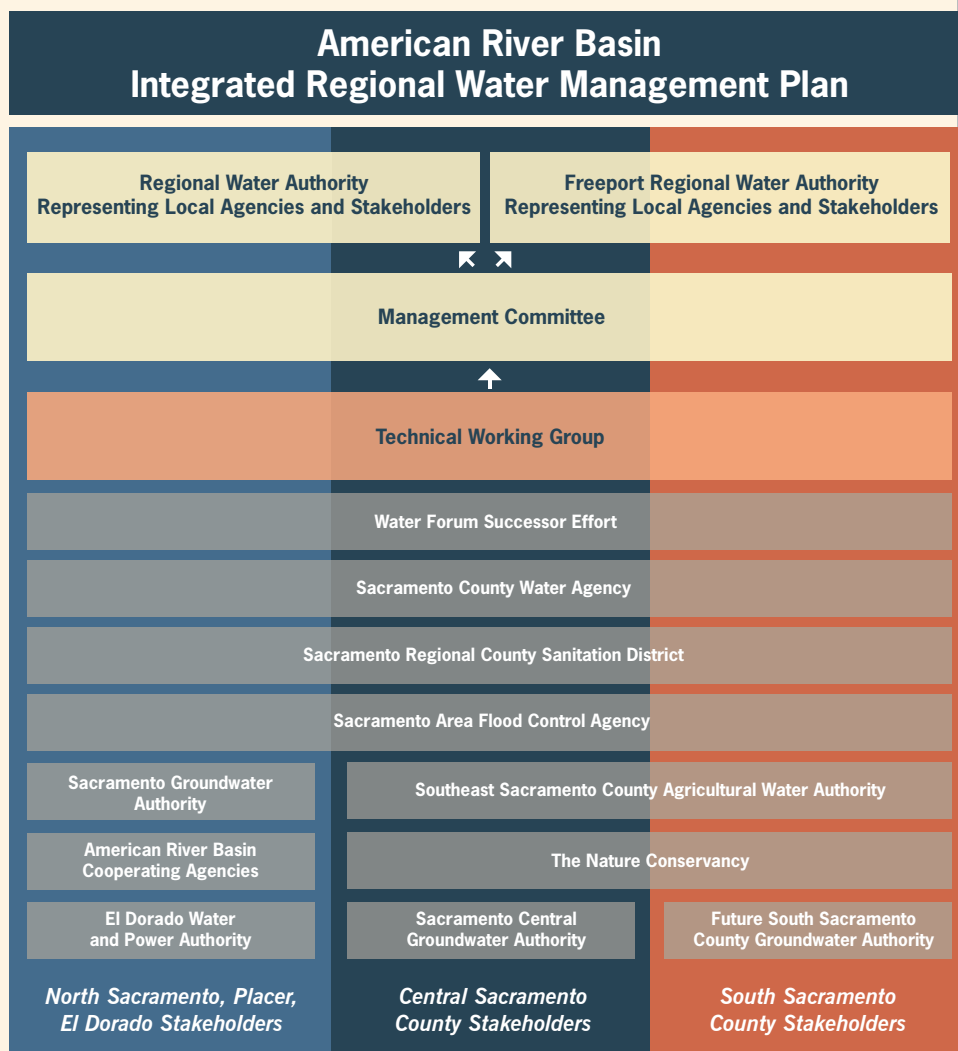 American River Basin
Integrated Regional Water Management Plan
Regional Water Authority
Representing Local Agencies and Stakeholders
Freeport Regional Water Authority
Representing Local Agencies and Stakeholders
Management Committee
Technical Working Group
Water Forum Successor Effort
Sacramento County Water Agency
Sacramento Regional County Sanitation District
Sacramento Area Flood Control Agency
Sacramento Groundwater
Authority
Southeast Sacramento County Agricultural Water Authority
American River Basin
Cooperating Agencies
The Nature Conservancy
El Dorado Water
and Power Authority
Sacramento Central
Groundwater Authority
Future South Sacramento
County Groundwater Authority
North Sacramento, Placer,
El Dorado Stakeholders
Central Sacramento
County Stakeholders
South Sacramento
County Stakeholders